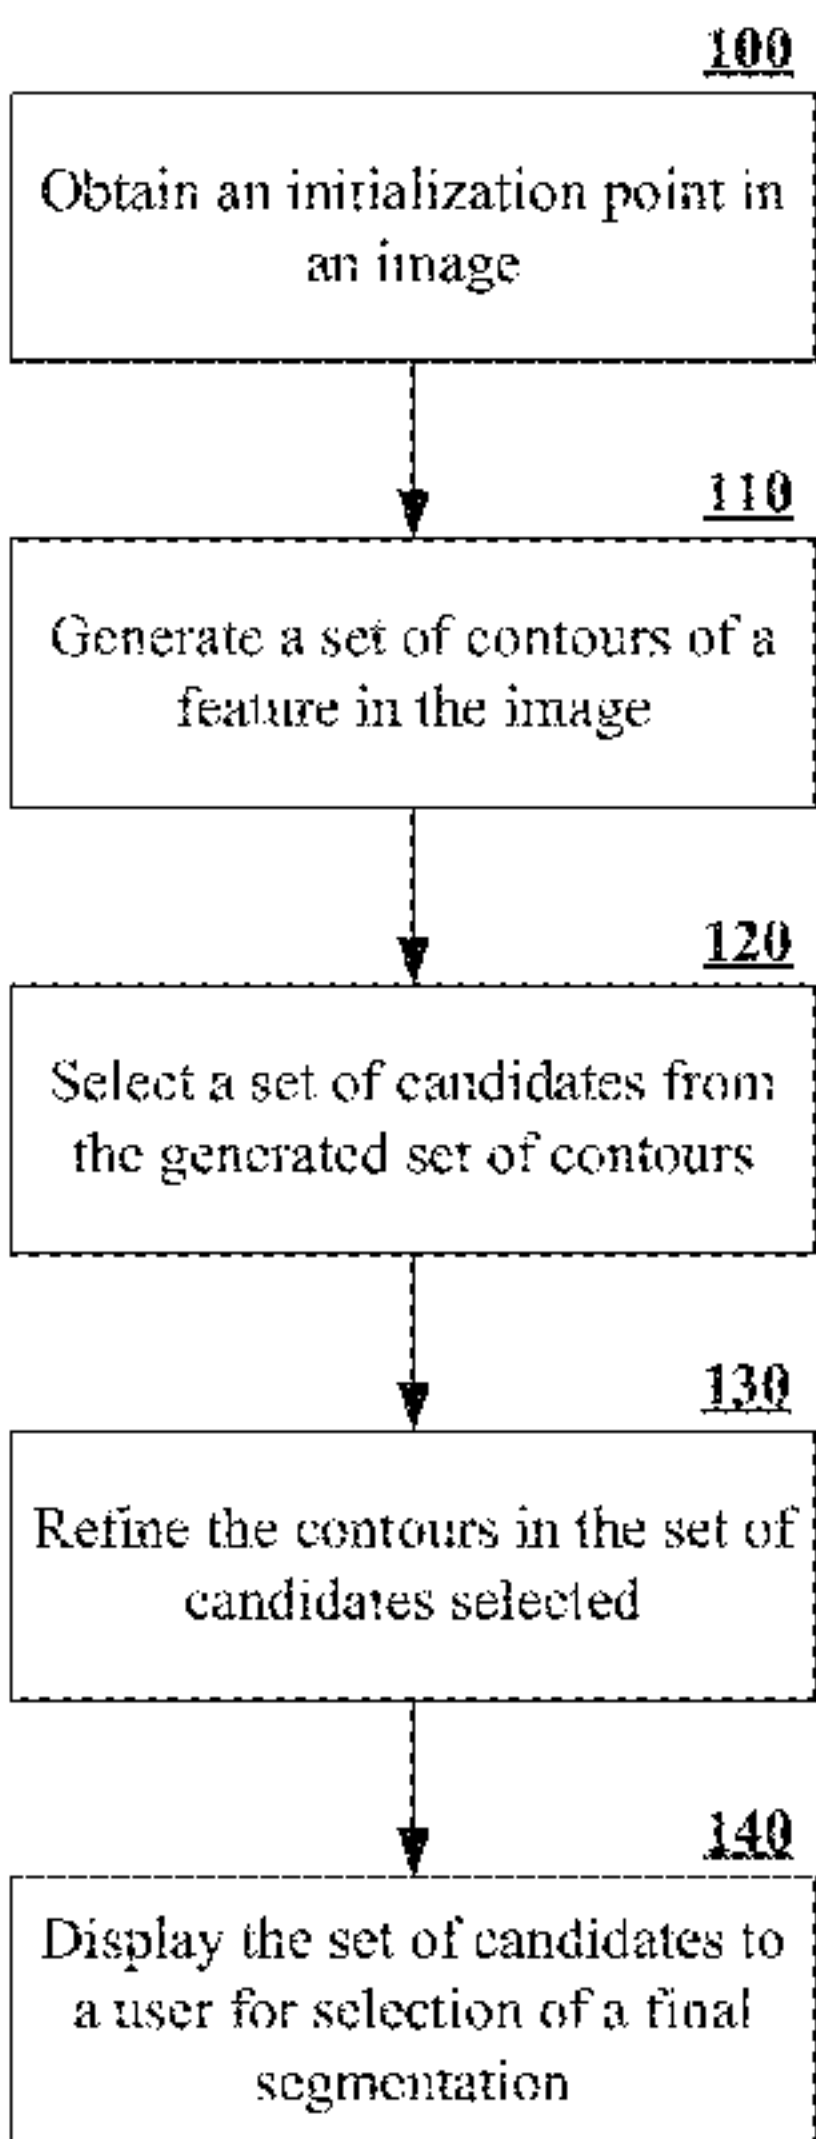 100
Obtain an initialization point in
an image
110
Generate a set of contours of a
feature in the image
120
Select a set of candidates from
the generated set of contours
130
Refine the contours in the set of
candidates selected
140
Display the set of candidates to
a user for selection of a final
segmentation